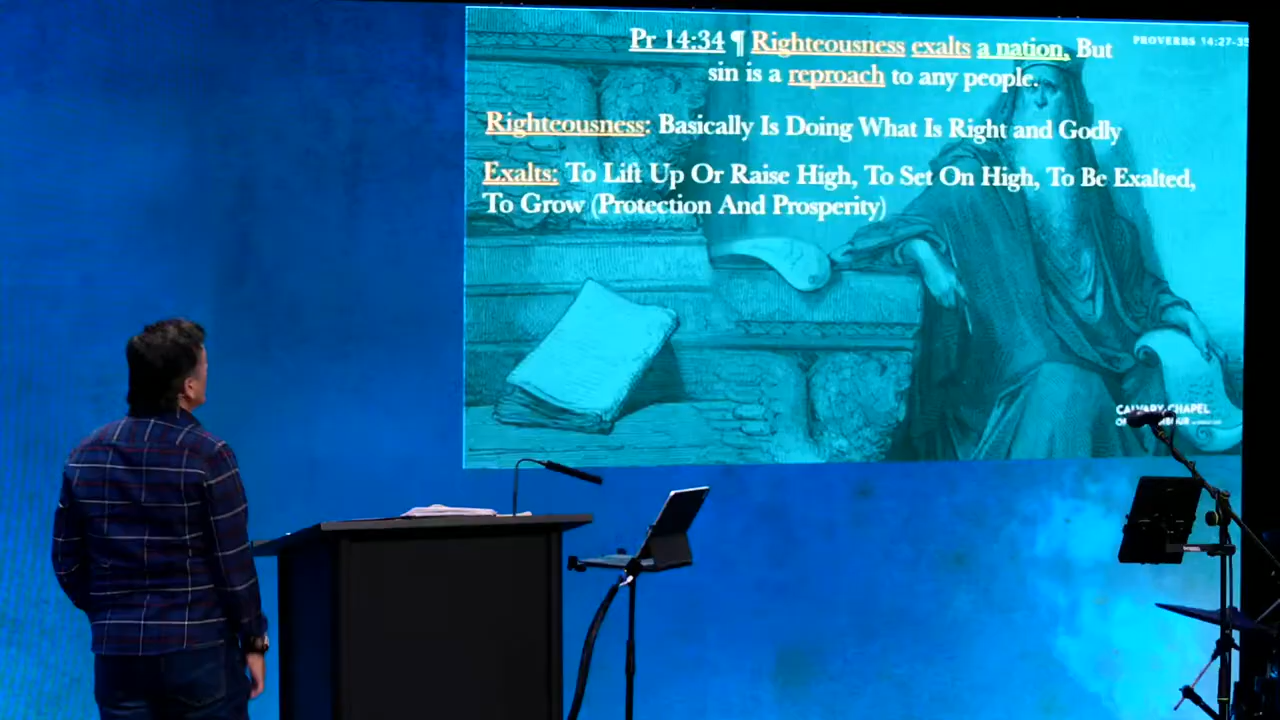 Pr 14:34 ¶ Righteousness exalts a nation, But
sin is a reproach to any people.
PROVERBS 14:27-35
Righteousness: Basically Is Doing What Is Right and Godly
Exalts: To Lift Up Or Raise High, To Set On High, To Be Exalted,
To Grow (Protection And Prosperity)
CALVARY CHAPEL